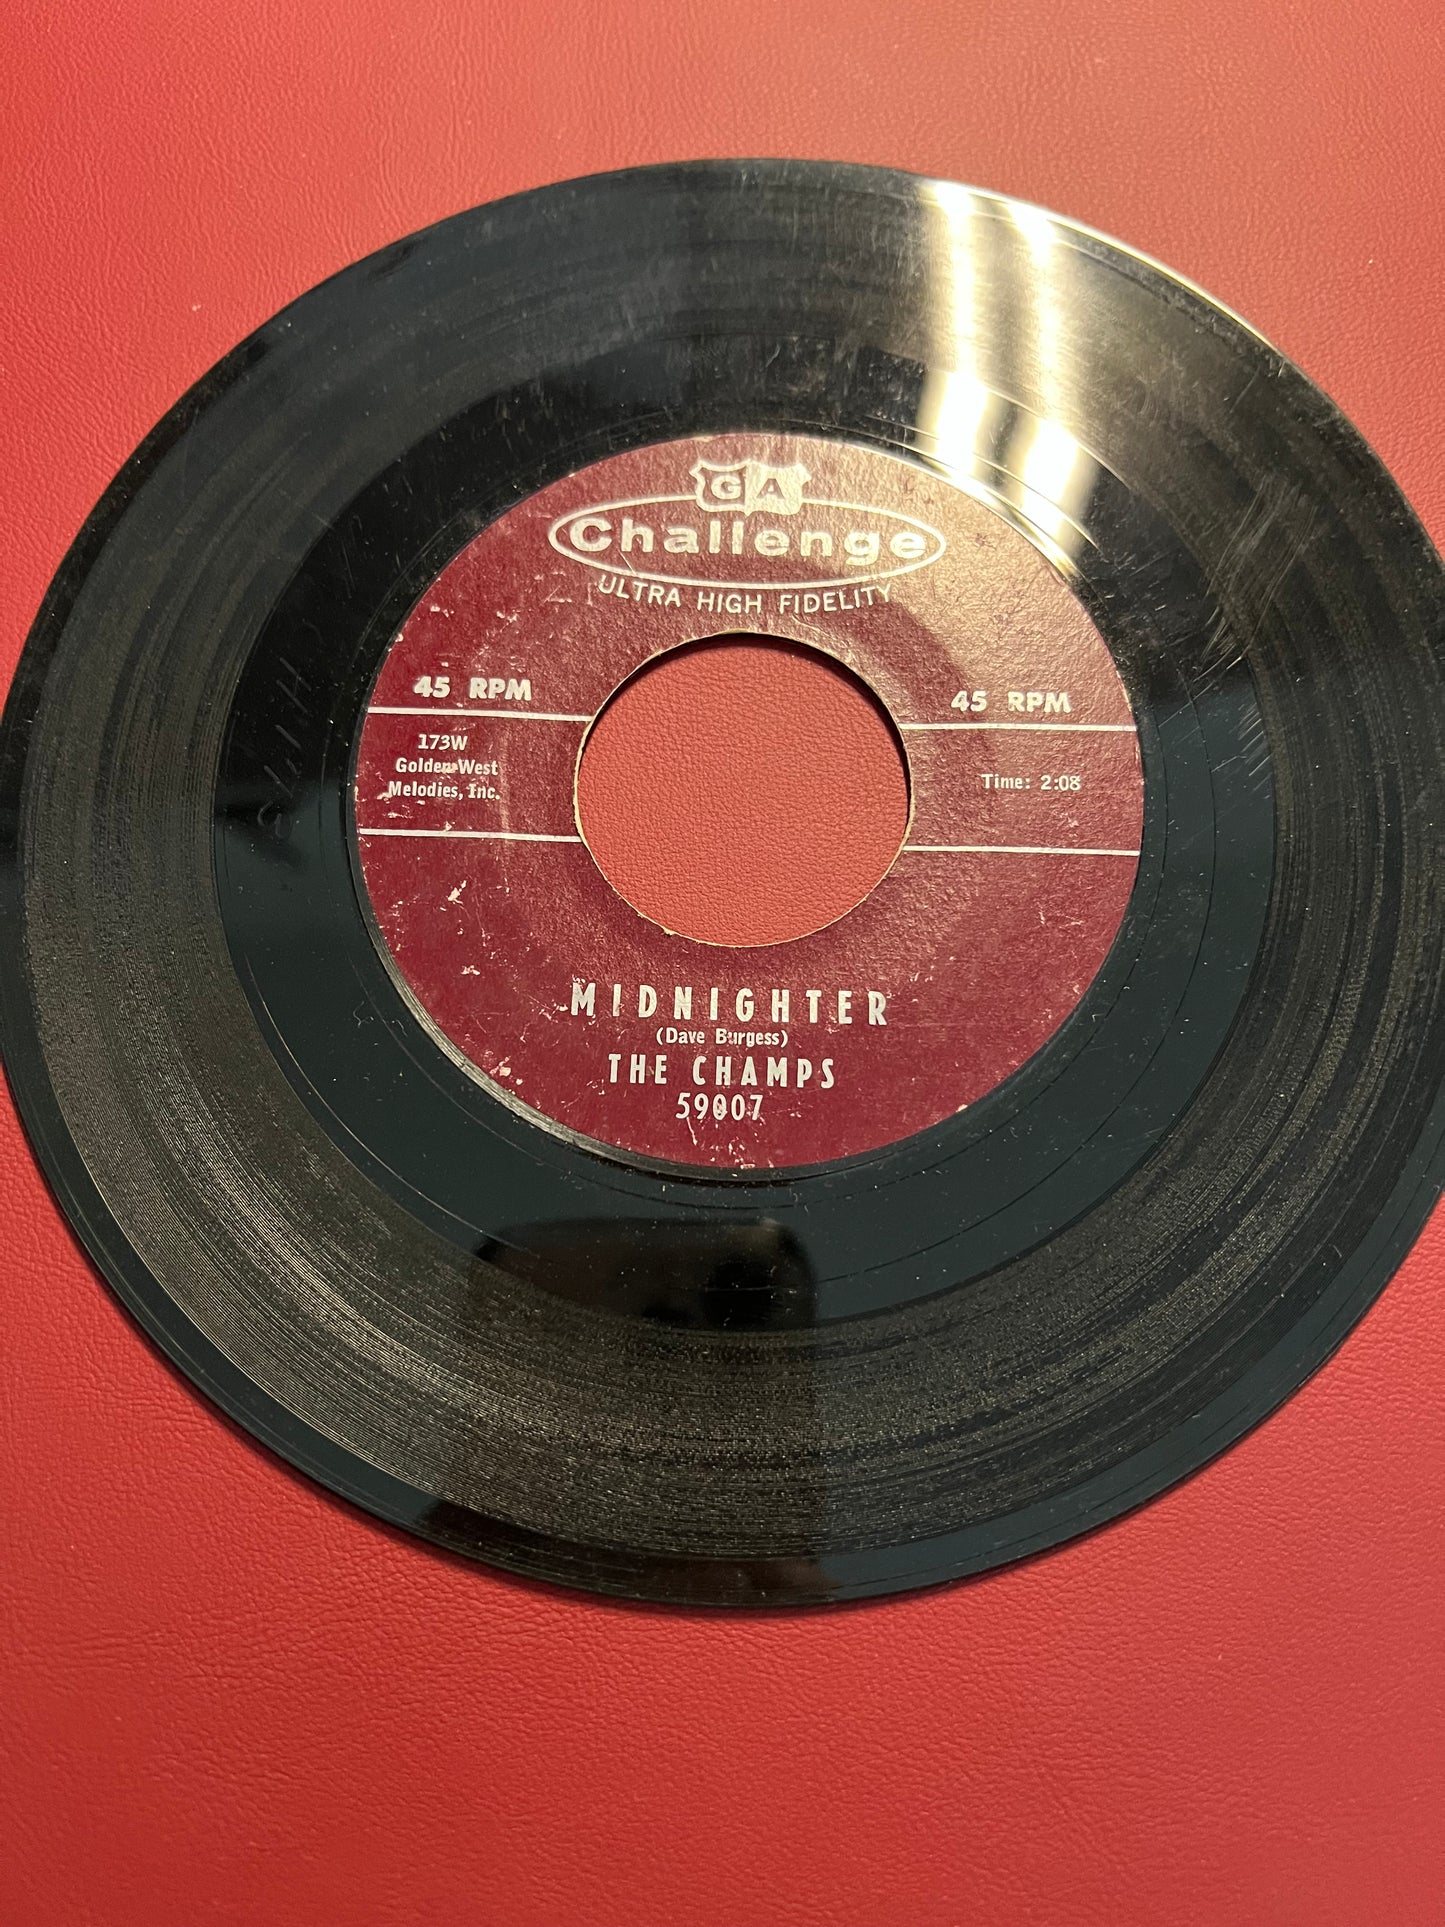 GA
Challenge
ULTRA HIGH FIDELITY
45 RPM
45 RPM
173W
Golden West
Melodies, Inc.
Time: 2:08
MIDNIGHTER
(Dave Burgess)
THE CHAMPS
59007